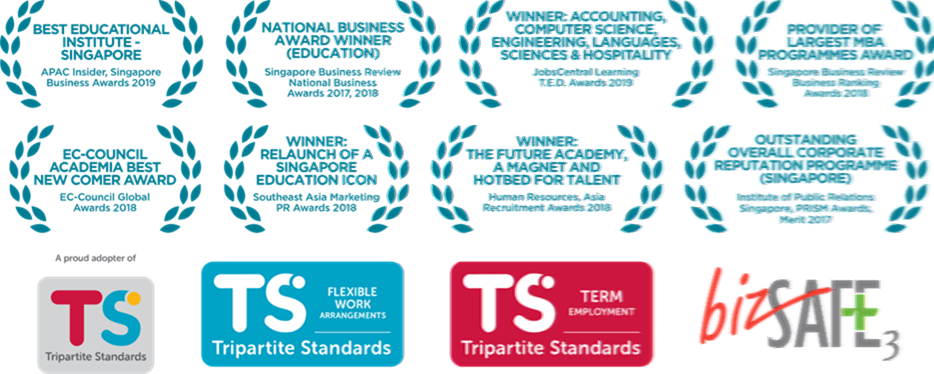 BEST EDUCATIONAL
INSTITUTE -
SINGAPORE
APAC Insider, Singapore
Business Awards 2019
NATIONAL BUSINESS
AWARD WINNER
(EDUCATION)
Singapore Business Review
National Business
Awards 2017, 2018
WINNER: ACCOUNTING,
COMPUTER SCIENCE,
ENGINEERING, LANGUAGES,
SCIENCES & HOSPITALITY
JobsCentral Learning
T.E.D. Awards 2019
PROVIDER OF
LARGEST MBA
PROGRAMMES AWARD
Singapore Business Review
Business Ranking
Awards 2018
EC-COUNCIL
ACADEMIA BEST
NEW COMER AWARD
EC-Council Global
Awards 2018
WINNER:
RELAUNCH OF A
SINGAPORE
EDUCATION ICON
Southeast Asia Marketing
PR Awards 2018
WINNER:
THE FUTURE ACADEMY,
A MAGNET AND
HOTBED FOR TALENT
Human Resources, Asia
Recruitment Awards 2018
OUTSTANDING
OVERALL CORPORATE
REPUTATION PROGRAMME
(SINGAPORE)
Institute of Public Relations
Singapore, PRISM Awards,
Merit 2017
A proud adopter of
TS
Tripartite Standards
TS
FLEXIBLE
WORK
ARRANGEMENTS
Tripartite Standards
TS
TERM
EMPLOYMENT
Tripartite Standards
bizSAFE3